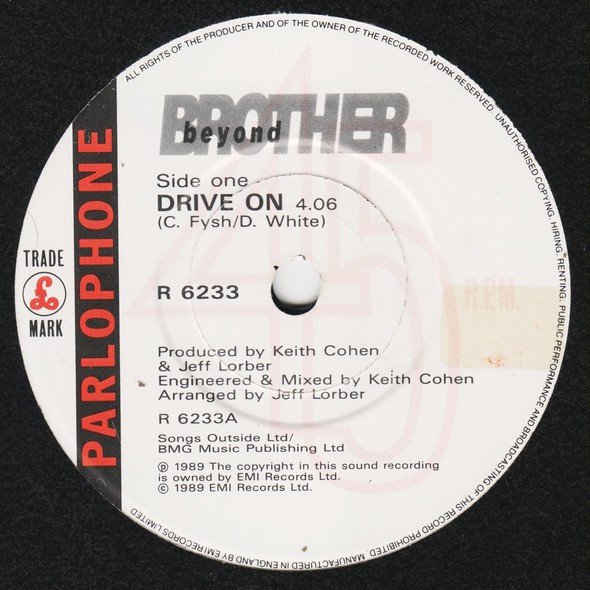 ALL RIGHTS OF THE PRODUCER AND OF THE OWNER OF THE RECORDED WORK RESERVED. UNAUTHORISED COPYING, HIRING, RENTING, PUBLIC PERFORMANCE AND BROADCASTING OF THIS RECORD PROHIBITED. MANUFACTURED IN ENGLAND BY EMI RECORDS LIMITED
BROTHER
beyond
Side one
DRIVE ON 4.06
(C. Fysh/D. White)
PARLOPHONE
TRADE
£
MARK
R 6233
45
R.P.M.
Produced by Keith Cohen
& Jeff Lorber
Engineered & Mixed by Keith Cohen
Arranged by Jeff Lorber
R 6233A
Songs Outside Ltd/
BMG Music Publishing Ltd
℗ 1989 The copyright in this sound recording
is owned by EMI Records Ltd.
© 1989 EMI Records Ltd.